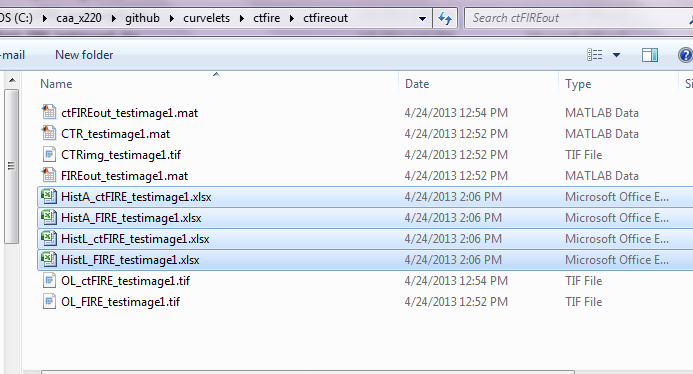 OS (C:) ▸ caa_x220 ▸ github ▸ curvelets ▸ ctfire ▸ ctfireout Search ctFIREout
-mail New folder
Name Date Type Si
ctFIREout_testimage1.mat 4/24/2013 12:54 PM MATLAB Data
CTR_testimage1.mat 4/24/2013 12:52 PM MATLAB Data
CTRimg_testimage1.tif 4/24/2013 12:52 PM TIF File
FIREout_testimage1.mat 4/24/2013 12:52 PM MATLAB Data
HistA_ctFIRE_testimage1.xlsx 4/24/2013 2:06 PM Microsoft Office E...
HistA_FIRE_testimage1.xlsx 4/24/2013 2:06 PM Microsoft Office E...
HistL_ctFIRE_testimage1.xlsx 4/24/2013 2:06 PM Microsoft Office E...
HistL_FIRE_testimage1.xlsx 4/24/2013 2:06 PM Microsoft Office E...
OL_ctFIRE_testimage1.tif 4/24/2013 12:54 PM TIF File
OL_FIRE_testimage1.tif 4/24/2013 12:52 PM TIF File